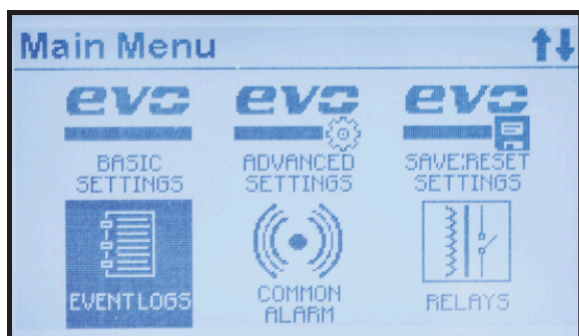 Main Menu
evo evo evo
BASIC ADVANCED SAVE:RESET
SETTINGS SETTINGS SETTINGS
EVENT LOGS COMMON RELAYS
ALARM